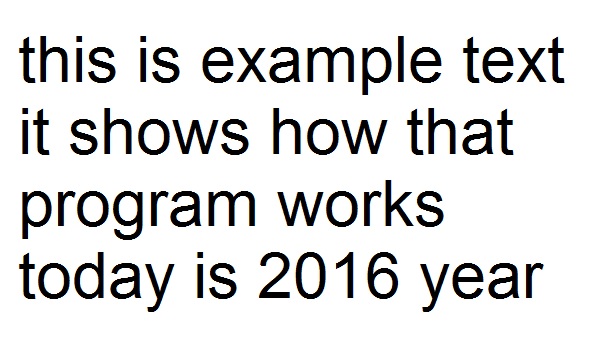 this is example text
it shows how that
program works
today is 2016 year